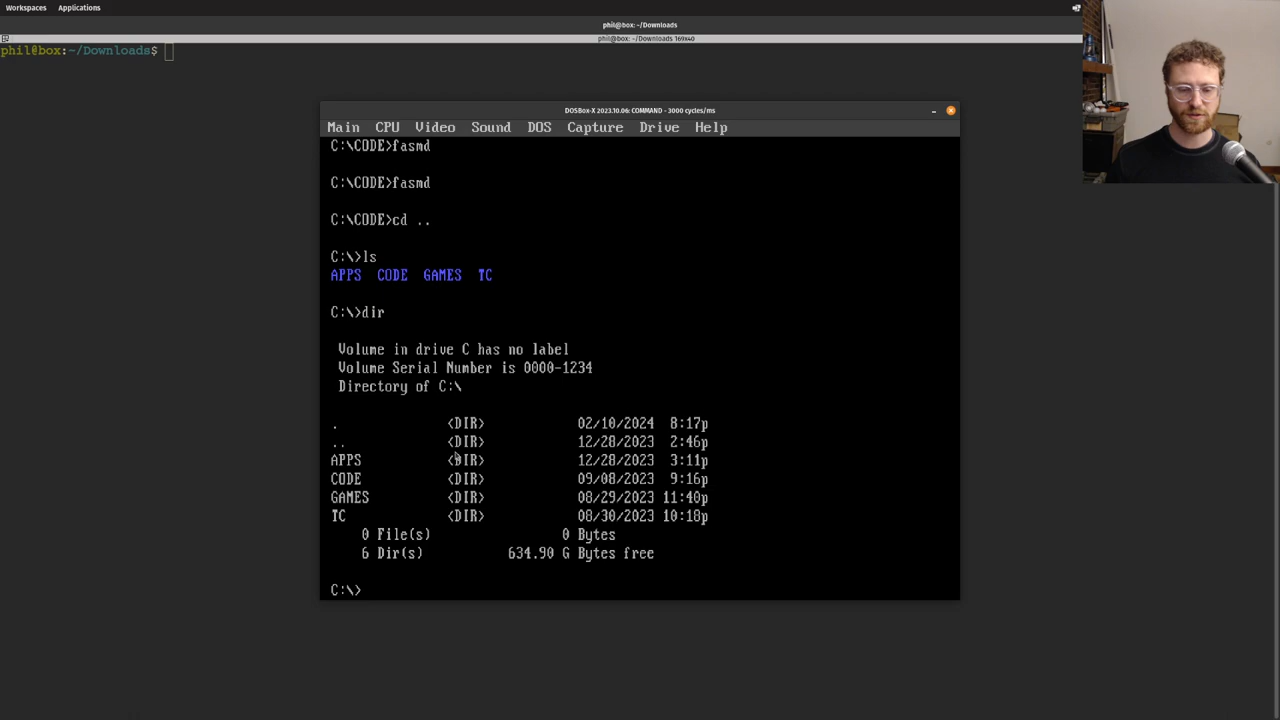 Workspaces Applications
phil@box: ~/Downloads
phil@box: ~/Downloads 169x40
phil@box:~/Downloads$
DOSBox-X 2023.10.06: COMMAND - 3000 cycles/ms
Main CPU Video Sound DOS Capture Drive Help
C:\CODE>fasmd
C:\CODE>fasmd
C:\CODE>cd ..
C:\>ls
APPS CODE GAMES TC
C:\>dir
Volume in drive C has no label
Volume Serial Number is 0000-1234
Directory of C:\
. <DIR> 02/10/2024 8:17p
.. <DIR> 12/28/2023 2:46p
APPS <DIR> 12/28/2023 3:11p
CODE <DIR> 09/08/2023 9:16p
GAMES <DIR> 08/29/2023 11:40p
TC <DIR> 08/30/2023 10:18p
0 File(s) 0 Bytes
6 Dir(s) 634.90 G Bytes free
C:\>